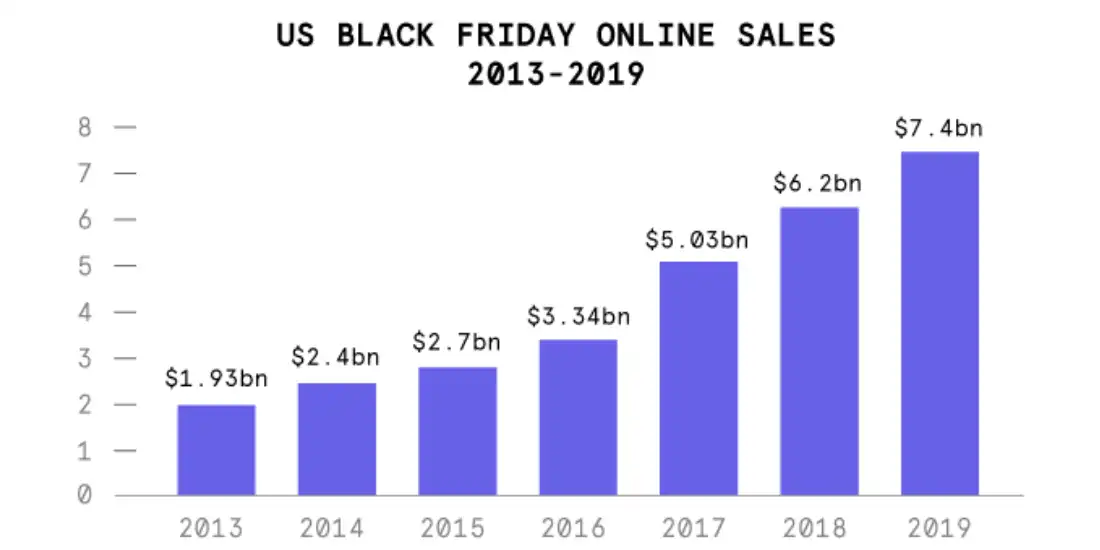 US BLACK FRIDAY ONLINE SALES
2013-2019
8
7
6
5
4
3
2
1
0
$1.93bn
$2.4bn
$2.7bn
$3.34bn
$5.03bn
$6.2bn
$7.4bn
2013 2014 2015 2016 2017 2018 2019